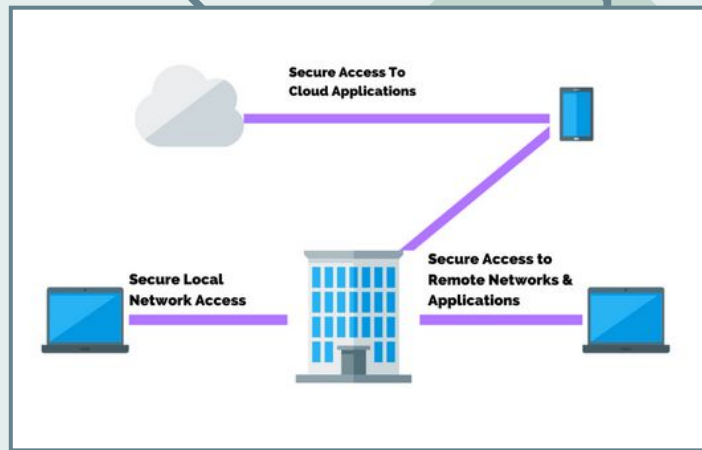 Secure Access To
Cloud Applications
Secure Local
Network Access
Secure Access to
Remote Networks &
Applications